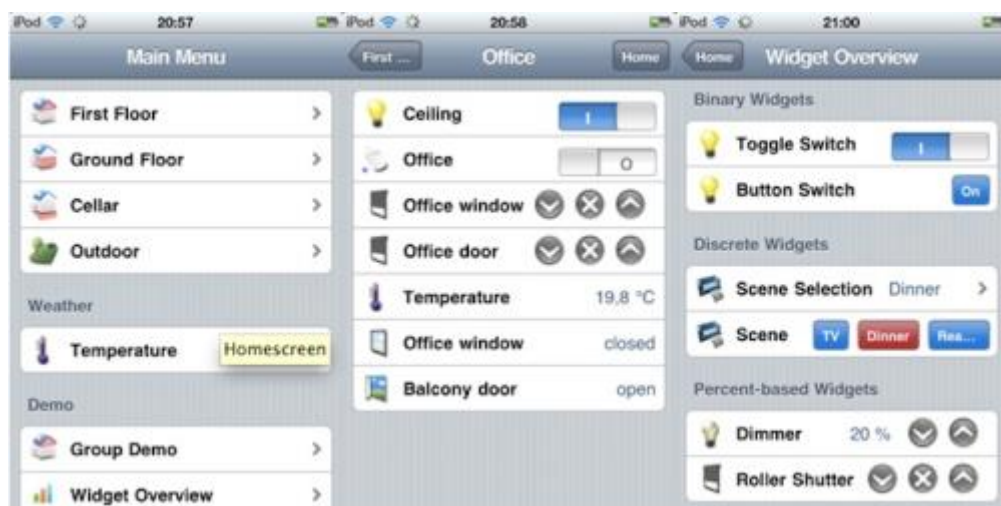 iPod 20:57
Main Menu
First Floor
Ground Floor
Cellar
Outdoor
Weather
Temperature
Homescreen
Demo
Group Demo
Widget Overview
iPod 20:58
First ...
Office
Home
Ceiling
I
Office
O
Office window
Office door
Temperature 19,8 °C
Office window closed
Balcony door open
iPod 21:00
Home
Widget Overview
Binary Widgets
Toggle Switch
I
Button Switch On
Discrete Widgets
Scene Selection Dinner
Scene TV Dinner Rea...
Percent-based Widgets
Dimmer 20 %
Roller Shutter